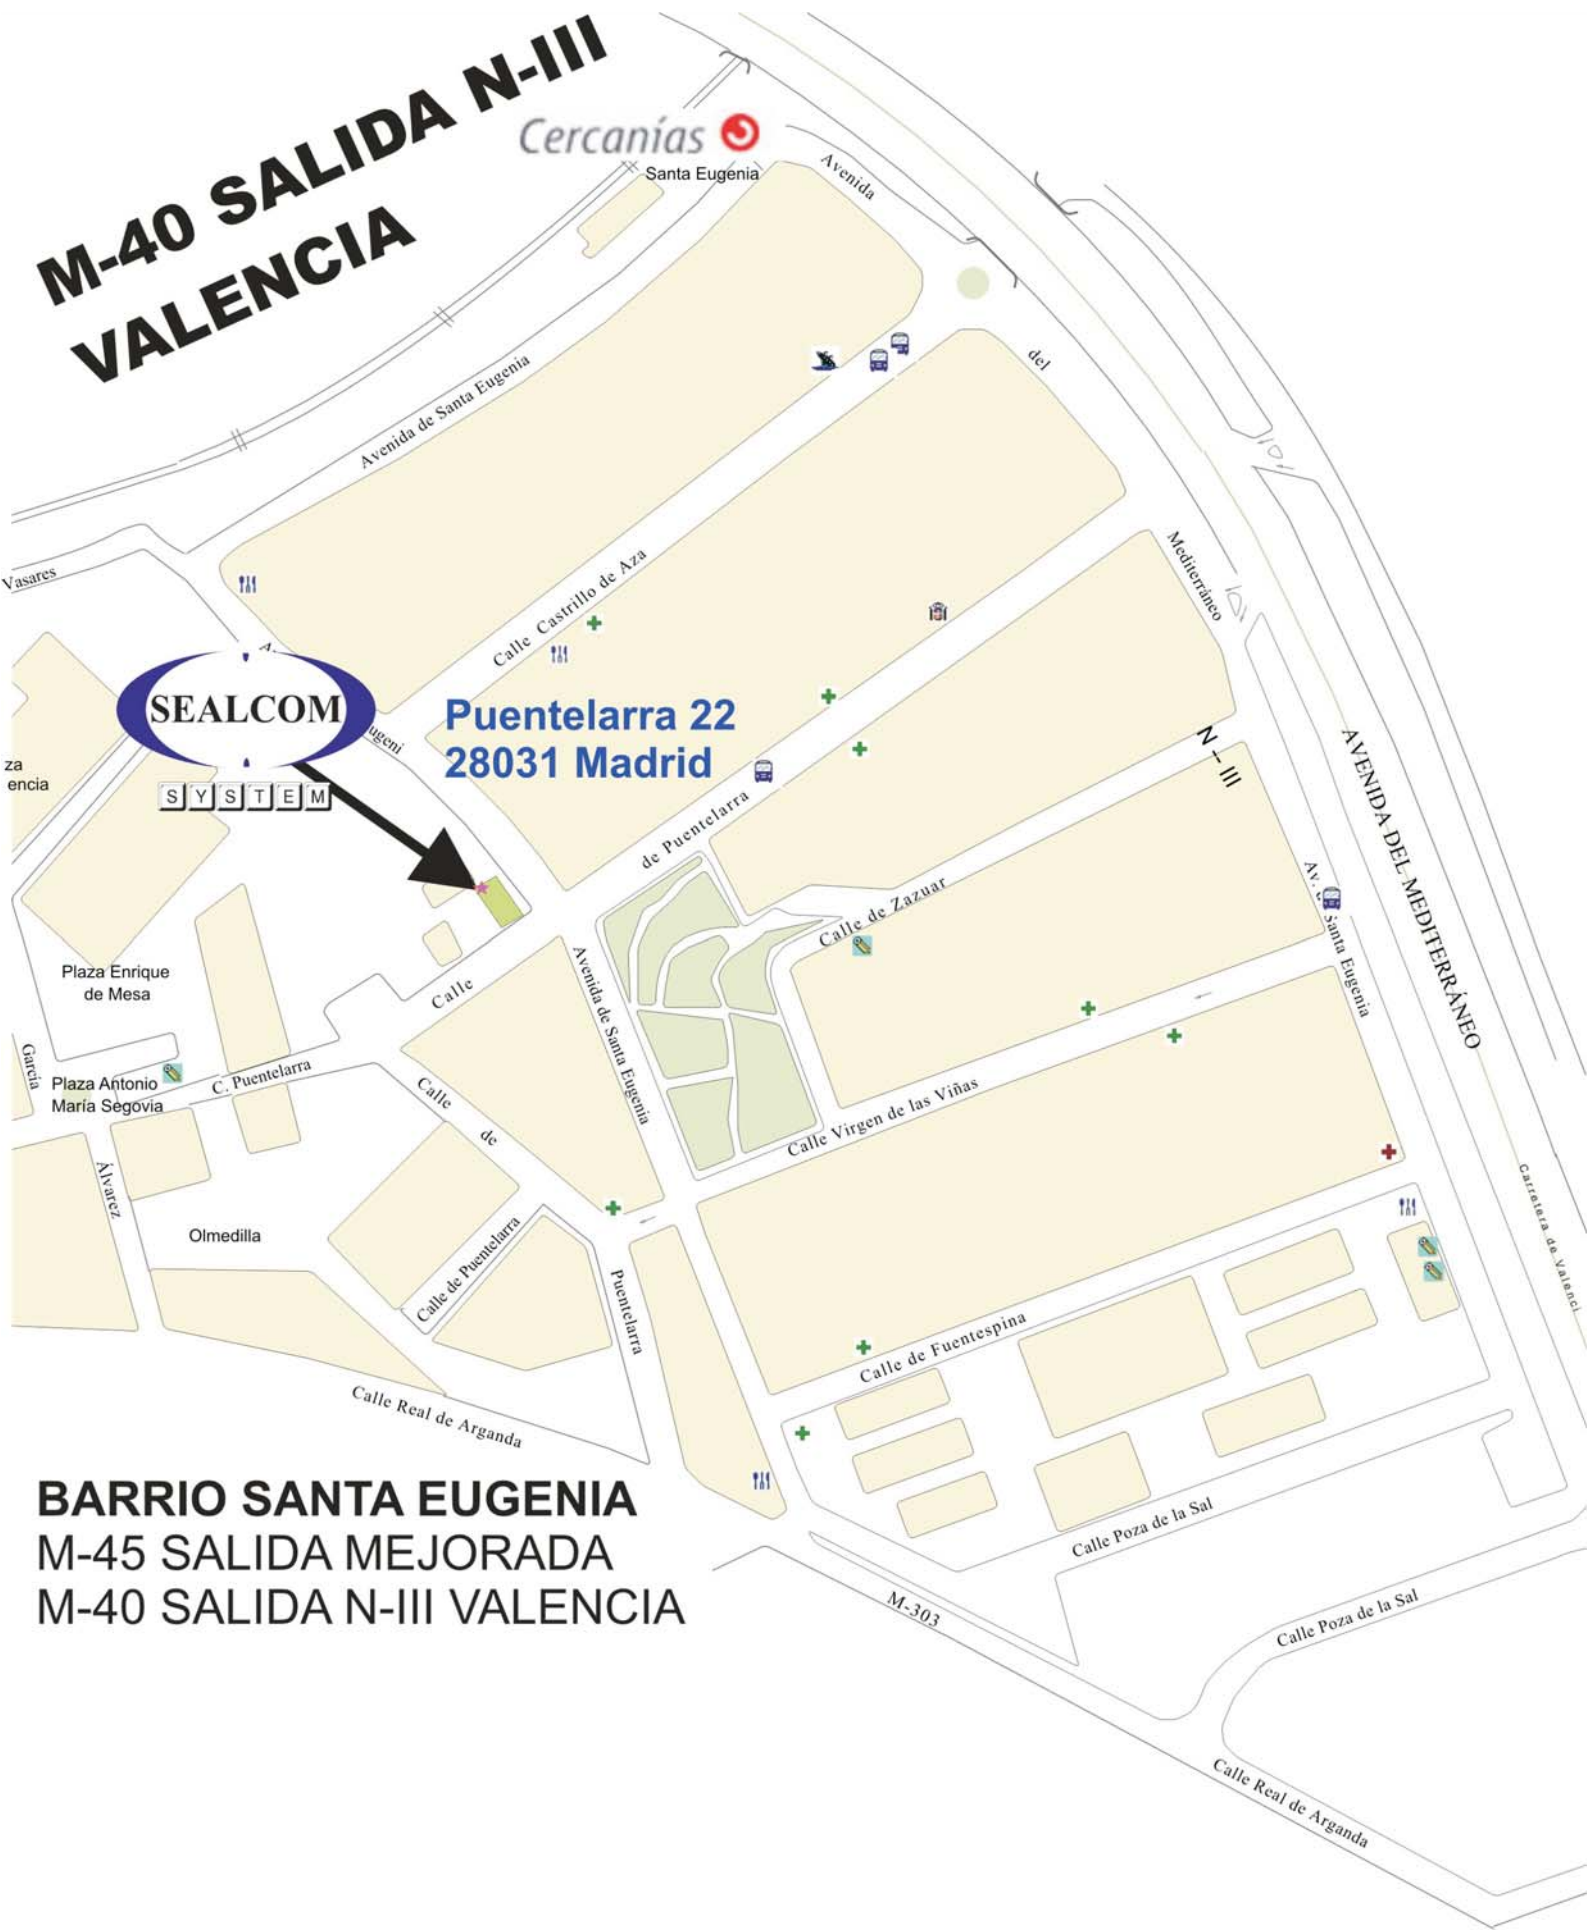 M-40 SALIDA N-III
VALENCIA
Cercanías
Santa Eugenia
Avenida
del
Mediterráneo
Avenida de Santa Eugenia
Vasares
Calle Castrillo de Aza
SEALCOM
SYSTEM
Puentelarra 22
28031 Madrid
de Puentelarra
N-III
AVENIDA DEL MEDITERRÁNEO
Calle de Zazuar
Av.
Santa Eugenia
Plaza Enrique
de Mesa
Calle
Avenida de Santa Eugenia
García
Plaza Antonio
María Segovia
C. Puentelarra
Calle
de
Puentelarra
Calle Virgen de las Viñas
Álvarez
Olmedilla
Calle de Puentelarra
Carretera de Valenci
Calle de Fuentespina
Calle Real de Arganda
BARRIO SANTA EUGENIA
M-45 SALIDA MEJORADA
M-40 SALIDA N-III VALENCIA
Calle Poza de la Sal
M-303
Calle Poza de la Sal
Calle Real de Arganda